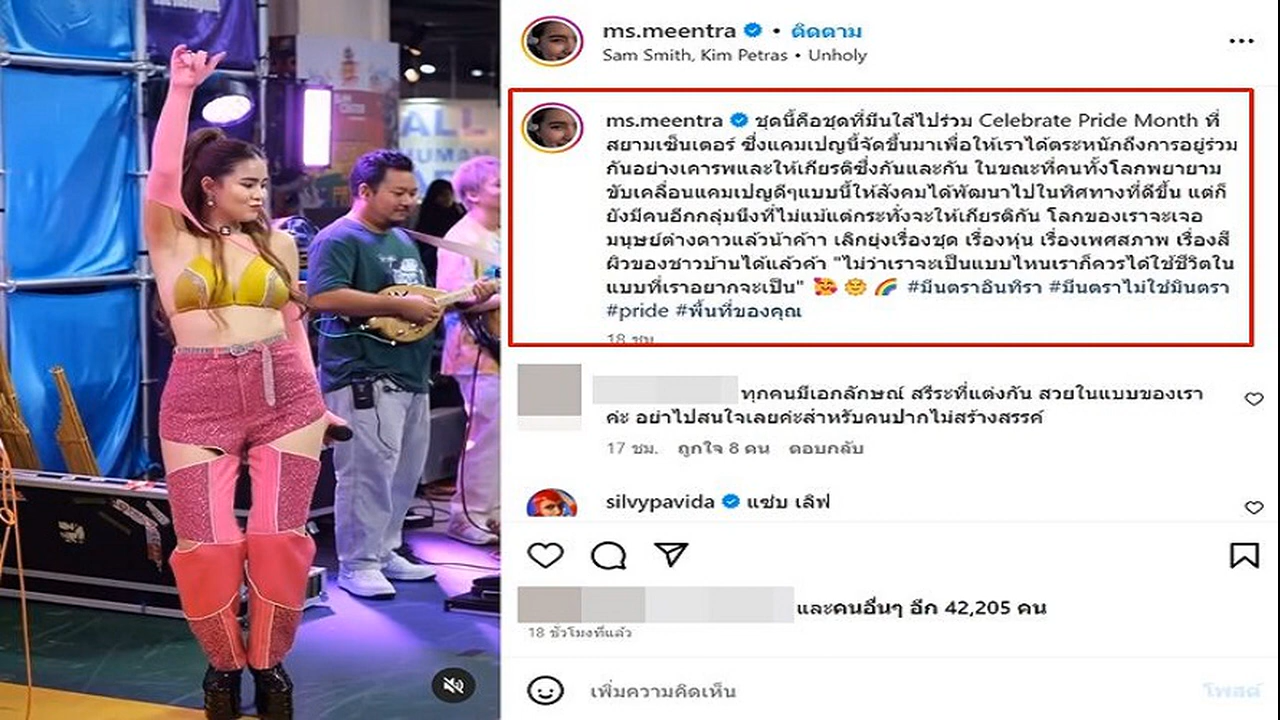 ALL
HUMAN
ms.meentra • ติดตาม
Sam Smith, Kim Petras • Unholy
ms.meentra ชุดนี้คือชุดที่มีนใส่ไปร่วม Celebrate Pride Month ที่
สยามเซ็นเตอร์ ซึ่งแคมเปญนี้จัดขึ้นมาเพื่อให้เราได้ตระหนักถึงการอยู่ร่วม
กันอย่างเคารพและให้เกียรติซึ่งกันและกัน ในขณะที่คนทั้งโลกพยายาม
ขับเคลื่อนแคมเปญดีๆแบบนี้ให้สังคมได้พัฒนาไปในทิศทางที่ดีขึ้น แต่ก็
ยังมีคนอีกกลุ่มนึงที่ไม่แม้แต่กระทั่งจะให้เกียรติกัน โลกของเราจะเจอ
มนุษย์ต่างดาวแล้วน้าค้าา เลิกยุ่งเรื่องชุด เรื่องหุ่น เรื่องเพศสภาพ เรื่องสี
ผิวของชาวบ้านได้แล้วค้า "ไม่ว่าเราจะเป็นแบบไหนเราก็ควรได้ใช้ชีวิตใน
แบบที่เราอยากจะเป็น" 🥰 🌞 🌈 #มีนตราอินทิรา #มีนตราไม่ใช่มินตรา
#pride #พื้นที่ของคุณ
18 ชม.
ทุกคนมีเอกลักษณ์ สรีระที่แต่งกัน สวยในแบบของเรา
ค่ะ อย่าไปสนใจเลยค่ะสำหรับคนปากไม่สร้างสรรค์
17 ชม. ถูกใจ 8 คน ตอบกลับ
silvypavida แซ่บ เลิฟ
และคนอื่นๆ อีก 42,205 คน
18 ชั่วโมงที่แล้ว
เพิ่มความคิดเห็น
โพสต์